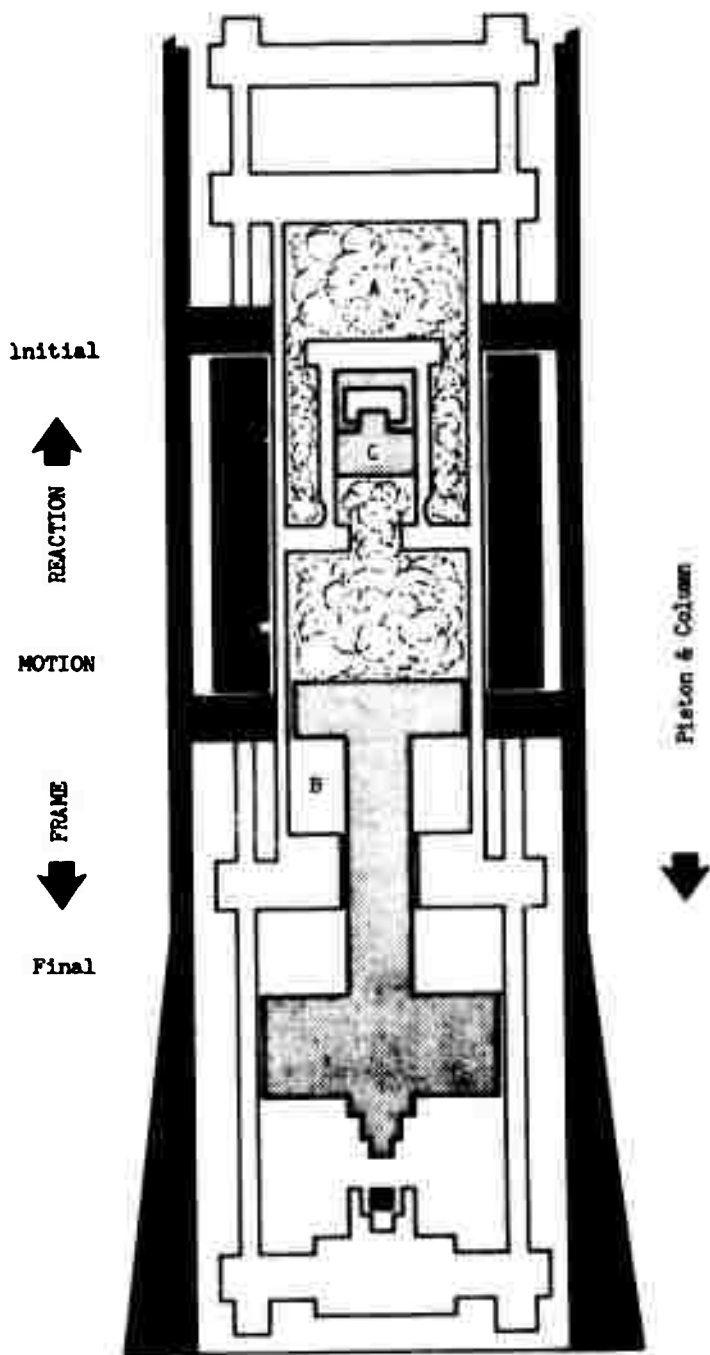 A
Initial
C
REACTION
MOTION
Piston & Column
B
FRAME
Final